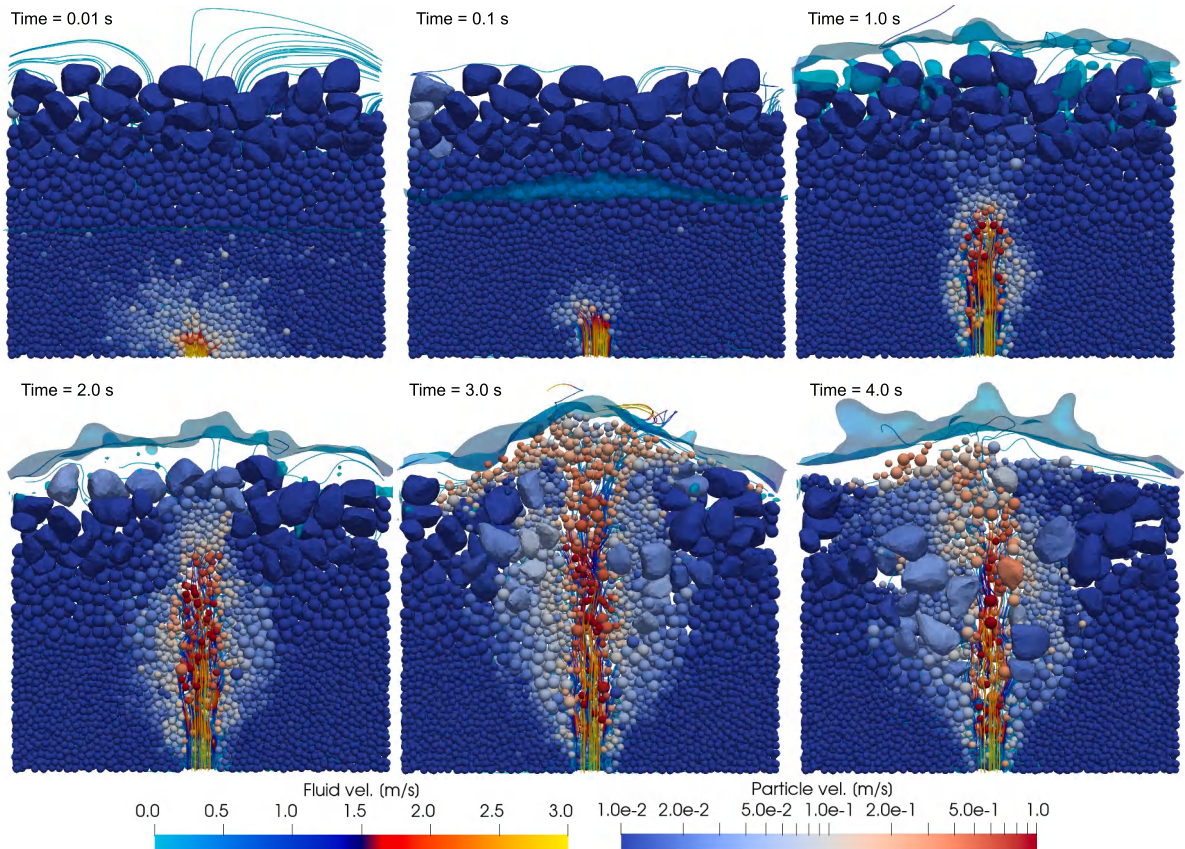 Time = 0.01 s
Time = 0.1 s
Time = 1.0 s
Time = 2.0 s
Time = 3.0 s
Time = 4.0 s
Fluid vel. (m/s)
0.0 0.5 1.0 1.5 2.0 2.5 3.0
Particle vel. (m/s)
1.0e-2 2.0e-2 5.0e-2 1.0e-1 2.0e-1 5.0e-1 1.0